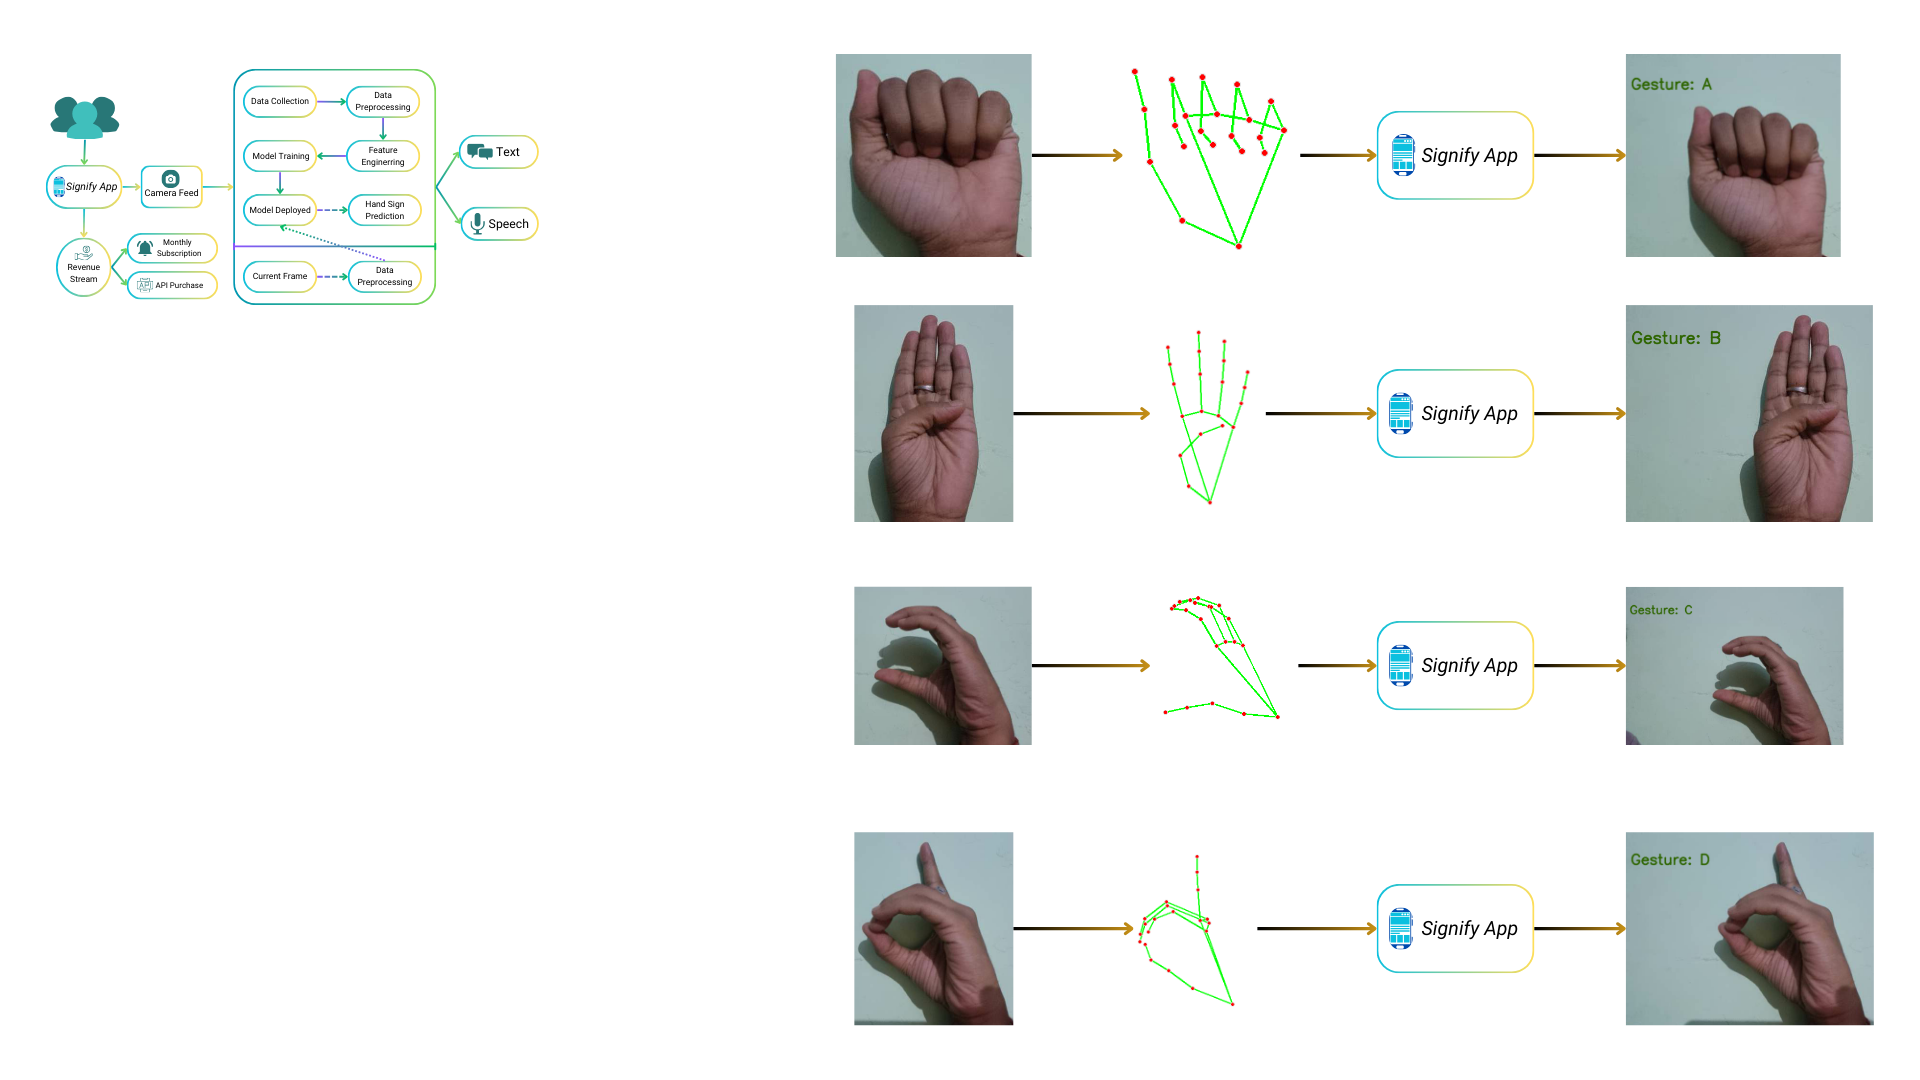 Data Collection
Data
Preprocessing
Model Training
Feature
Enginerring
Model Deployed
Hand Sign
Prediction
Current Frame
Data
Preprocessing
Signify App
Camera Feed
Revenue
Stream
Monthly
Subscription
API
API Purchase
Text
Speech
Signify App
Gesture: A
Signify App
Gesture: B
Signify App
Gesture: C
Signify App
Gesture: D